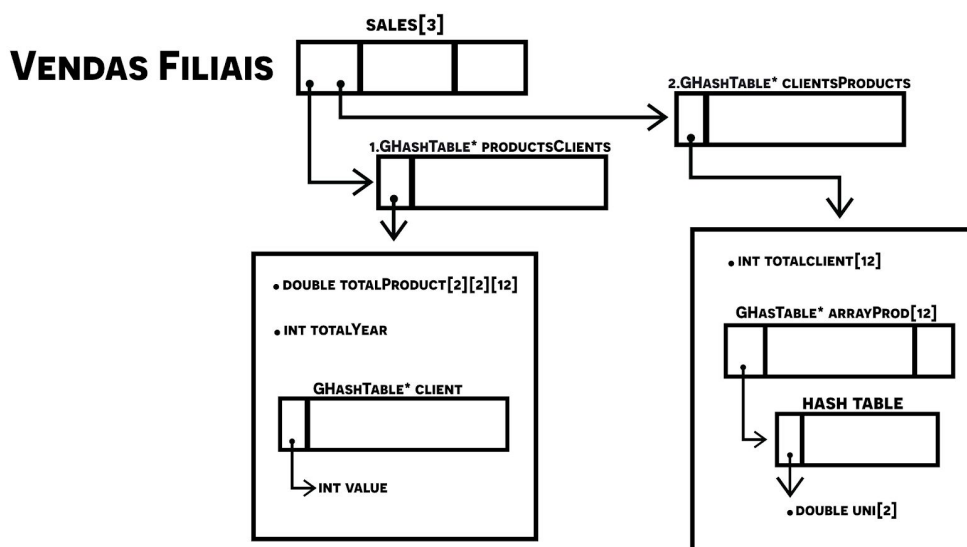 SALES[3]
VENDAS FILIAIS
2.GHASHTABLE* CLIENTSPRODUCTS
1.GHASHTABLE* PRODUCTSCLIENTS
• DOUBLE TOTALPRODUCT[2][2][12]
• INT TOTALYEAR
GHASHTABLE* CLIENT
INT VALUE
• INT TOTALCLIENT[12]
GHASTABLE* ARRAYPROD[12]
HASH TABLE
• DOUBLE UNI[2]